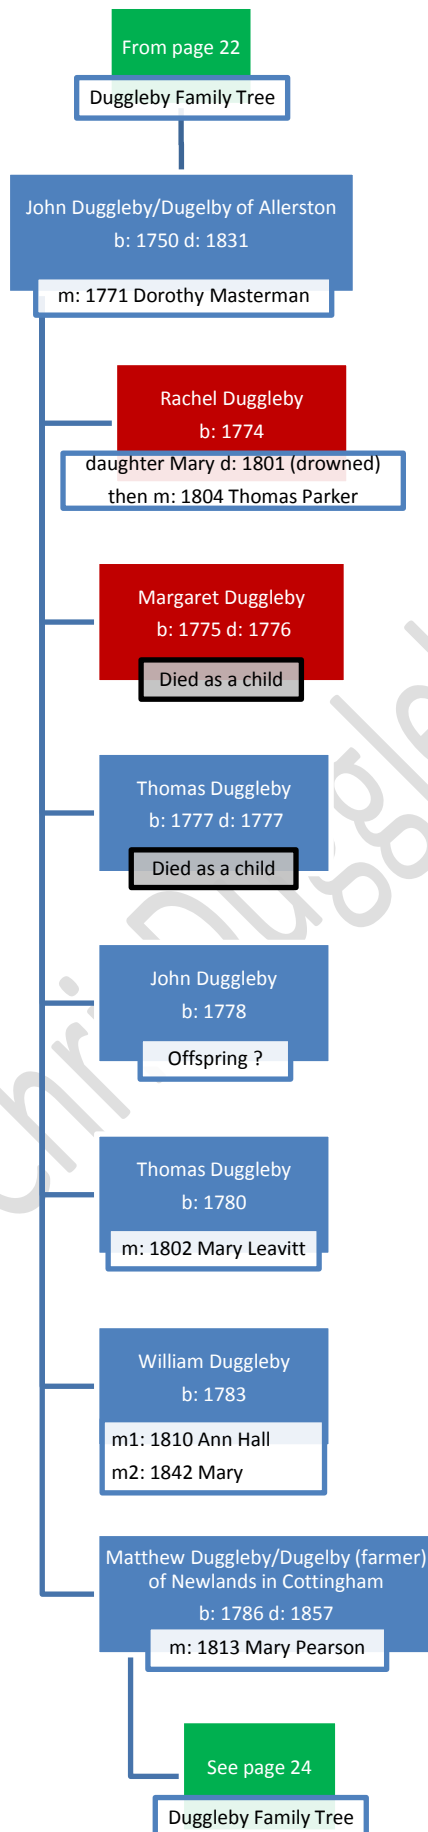 From page 22
Duggleby Family Tree
John Duggleby/Dugelby of Allerston
b: 1750 d: 1831
m: 1771 Dorothy Masterman
Rachel Duggleby
b: 1774
daughter Mary d: 1801 (drowned)
then m: 1804 Thomas Parker
Margaret Duggleby
b: 1775 d: 1776
Died as a child
Thomas Duggleby
b: 1777 d: 1777
Died as a child
John Duggleby
b: 1778
Offspring ?
Thomas Duggleby
b: 1780
m: 1802 Mary Leavitt
William Duggleby
b: 1783
m1: 1810 Ann Hall
m2: 1842 Mary
Matthew Duggleby/Dugelby (farmer)
of Newlands in Cottingham
b: 1786 d: 1857
m: 1813 Mary Pearson
See page 24
Duggleby Family Tree